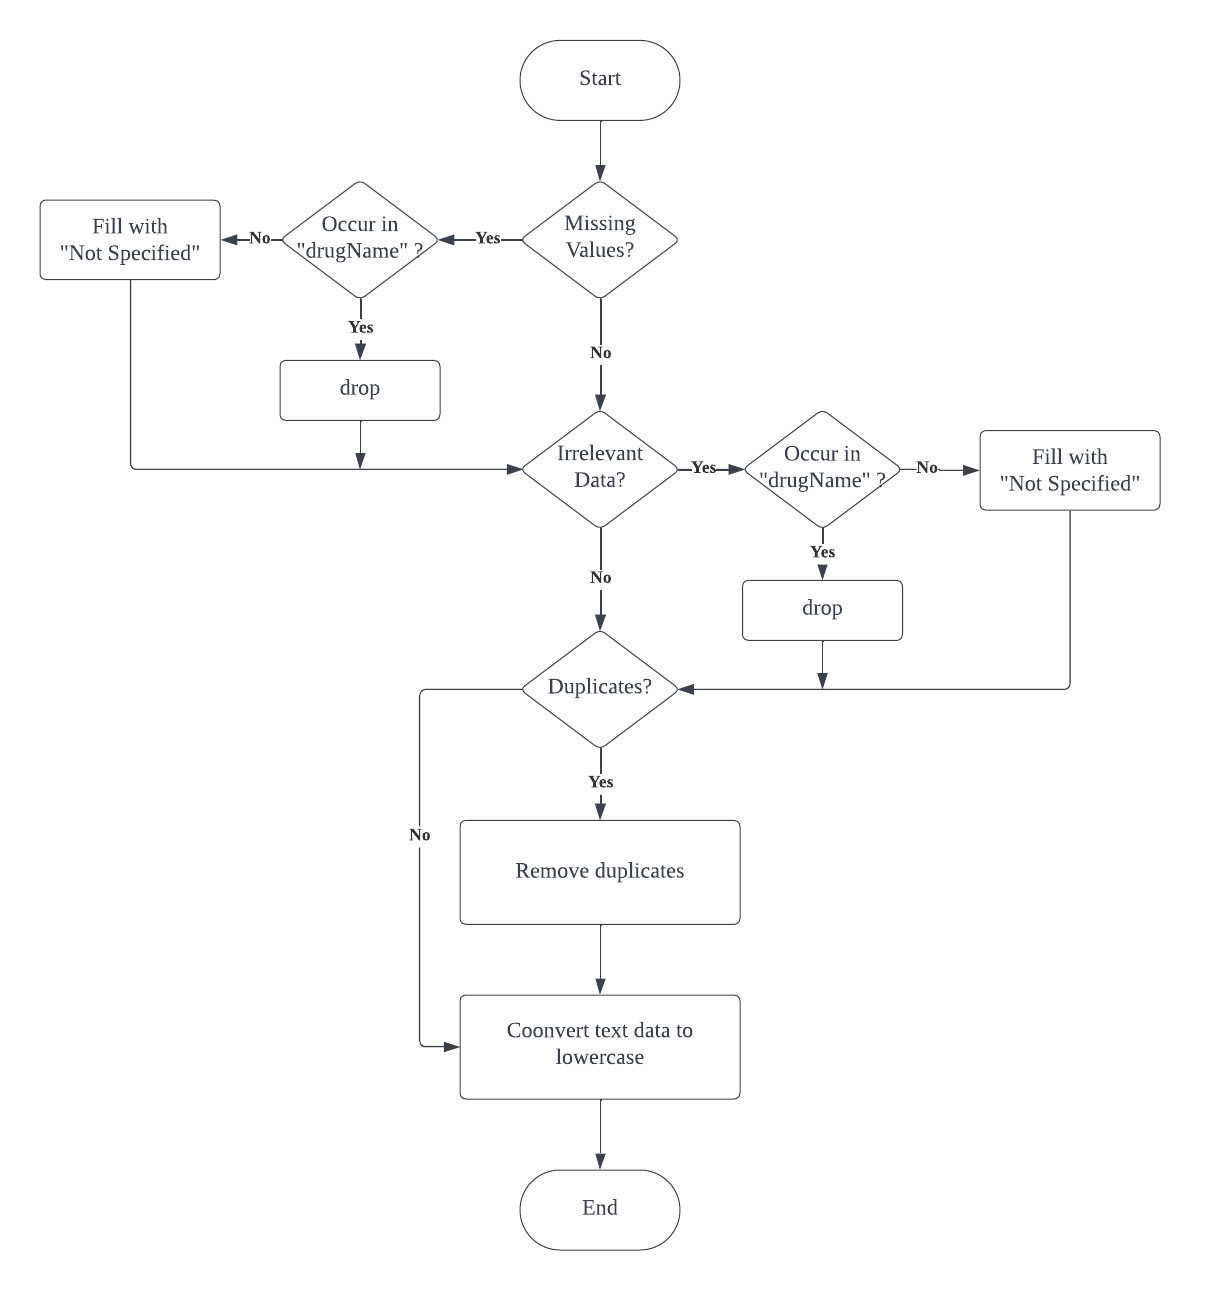 Start
Missing
Values?
Yes
Occur in
"drugName" ?
No
Fill with
"Not Specified"
Yes
drop
No
Irrelevant
Data?
Yes
Occur in
"drugName" ?
No
Fill with
"Not Specified"
Yes
drop
No
Duplicates?
Yes
No
Remove duplicates
Coonvert text data to
lowercase
End